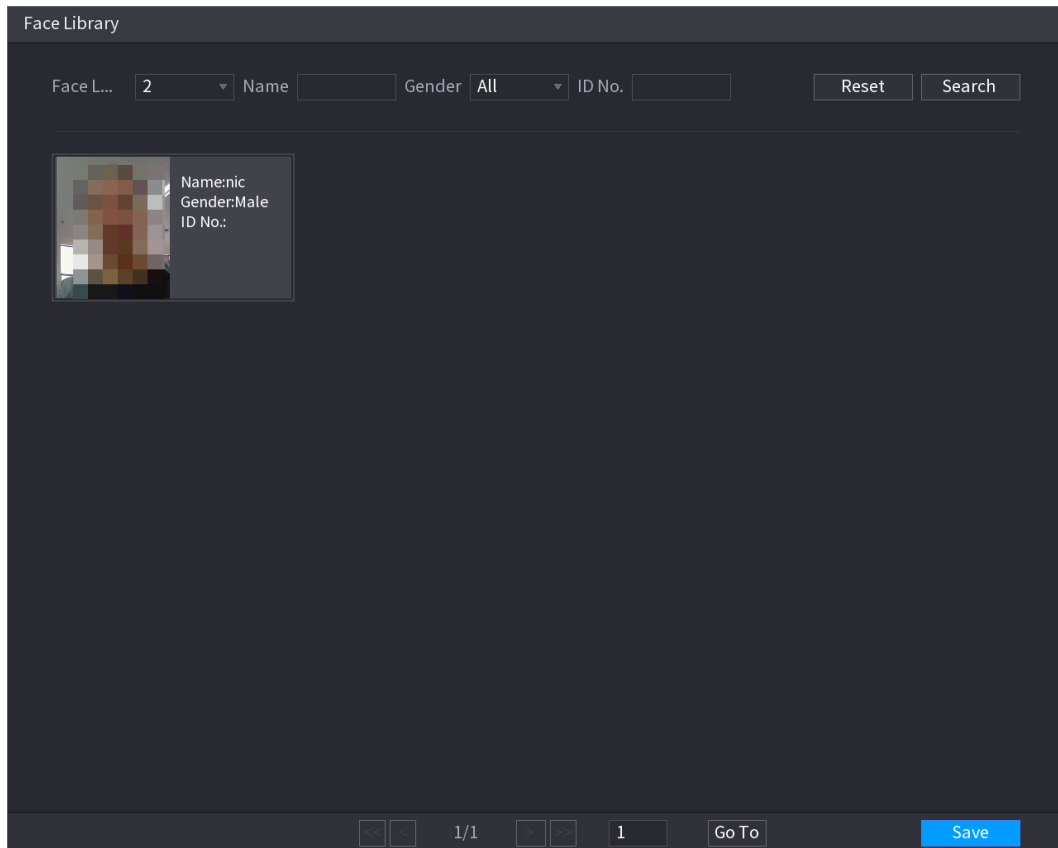 Face Library
Face L... 2 Name Gender All ID No. Reset Search
Name:nic
Gender:Male
ID No.:
<< < 1/1 > >> 1 Go To Save